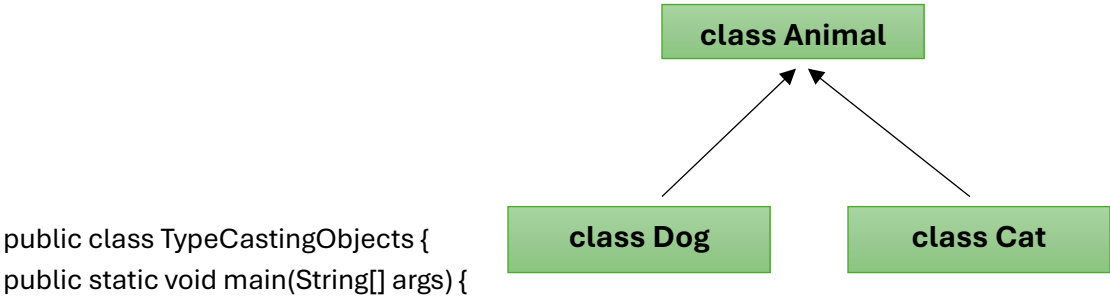 class Animal
class Dog
class Cat
public class TypeCastingObjects {
public static void main(String[] args) {